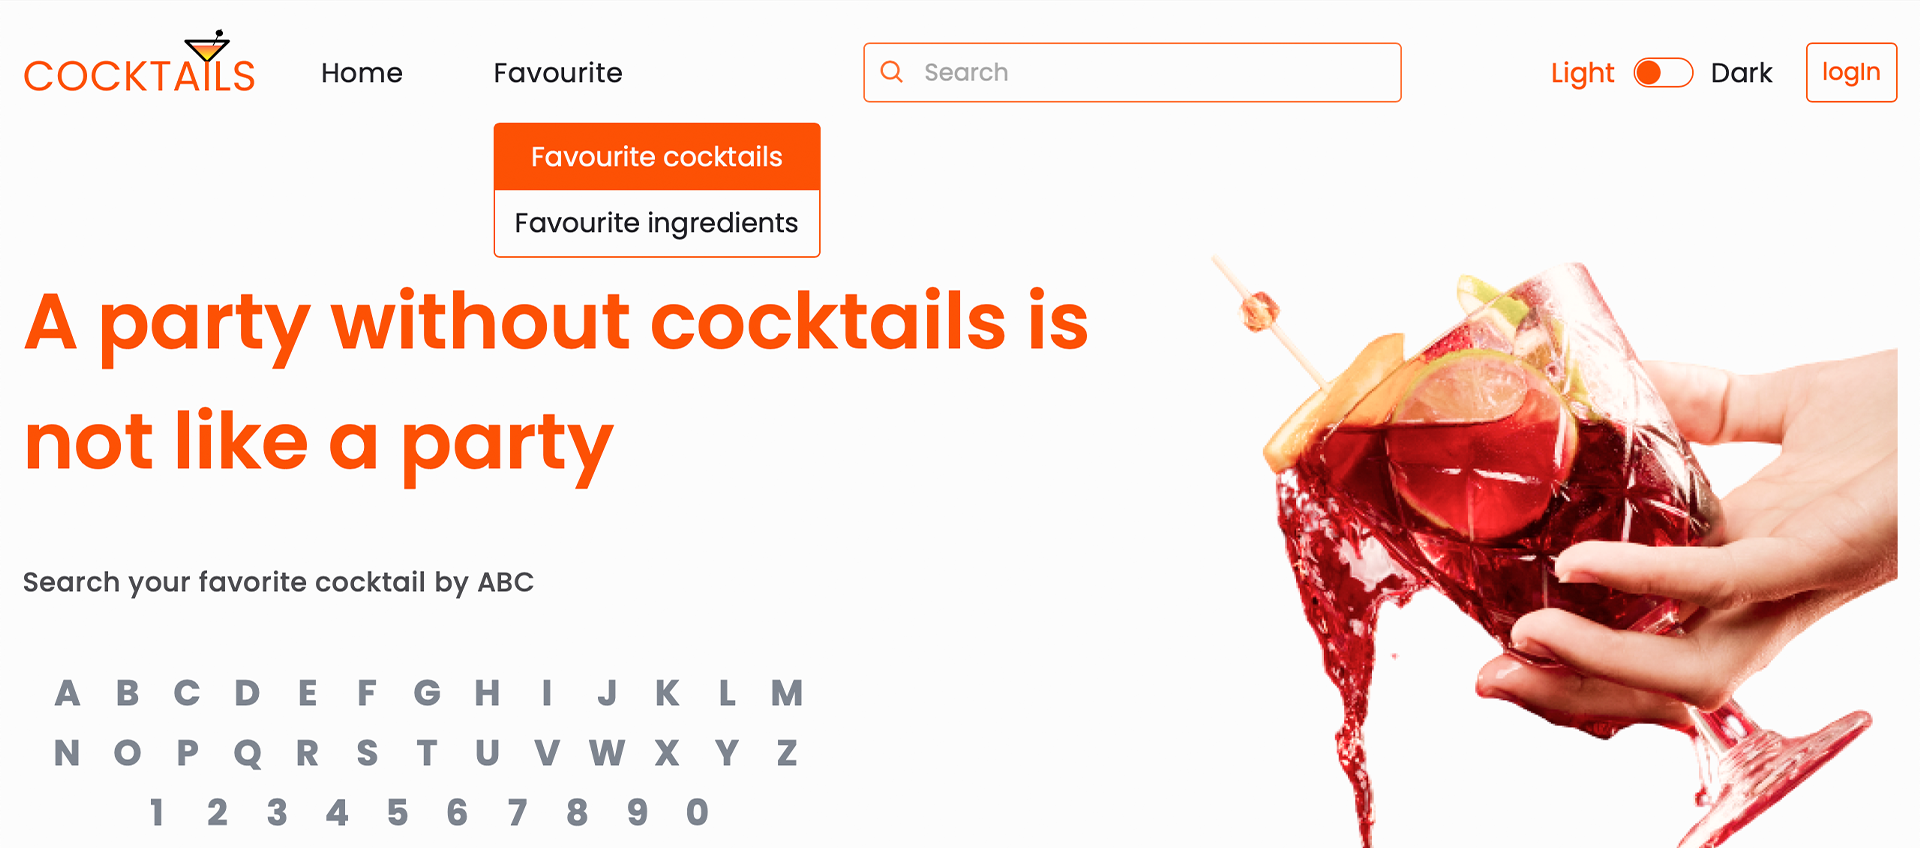 COCKTAILS
Home
Favourite
Search
Light
Dark
logIn
Favourite cocktails
Favourite ingredients
A party without cocktails is
not like a party
Search your favorite cocktail by ABC
A B C D E F G H I J K L M
N O P Q R S T U V W X Y Z
1 2 3 4 5 6 7 8 9 0